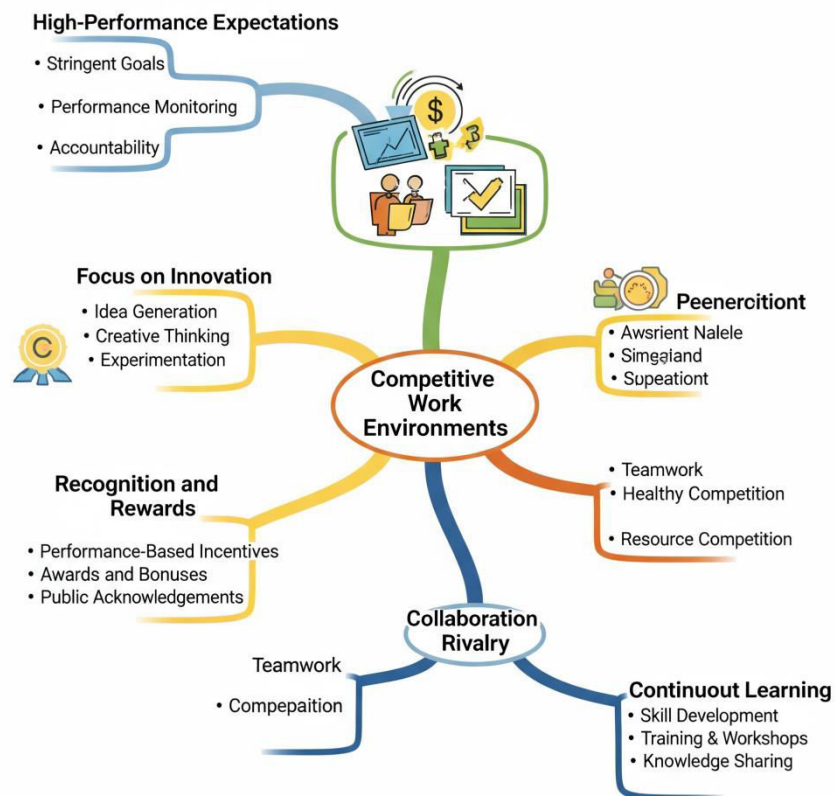 High-Performance Expectations
• Stringent Goals
• Performance Monitoring
• Accountability
$
Focus on Innovation
• Idea Generation
• Creative Thinking
• Experimentation
C
Peenercitiont
• Awsrient Nalele
• Simggland
• Supeationt
Competitive
Work
Environments
Recognition and
Rewards
• Performance-Based Incentives
• Awards and Bonuses
• Public Acknowledgements
• Teamwork
• Healthy Competition
• Resource Competition
Collaboration
Rivalry
Teamwork
• Compepaition
Continuout Learning
• Skill Development
• Training & Workshops
• Knowledge Sharing